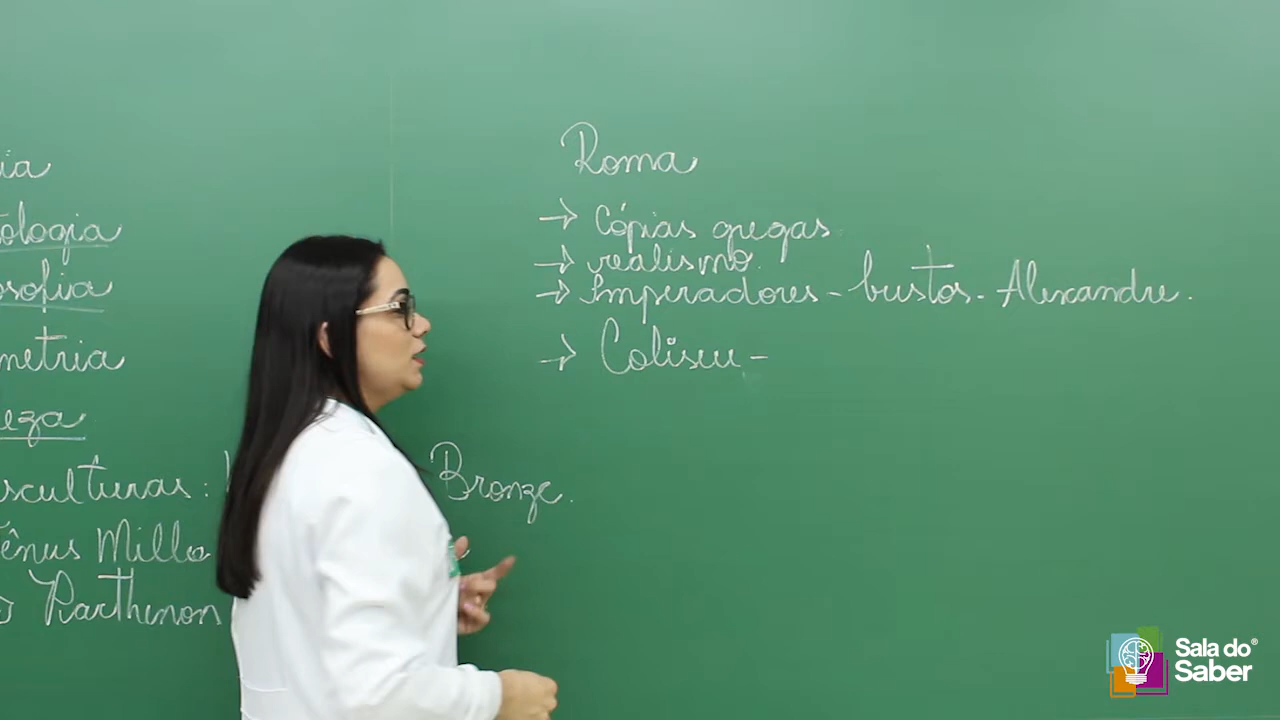 ia
ologia
osofia
metria
eza
sculturas:
Bronze.
ênus Millo
Parthenon
Roma
→ Cópias gregas
→ realismo.
→ Imperadores - bustos - Alexandre.
→ Coliseu -
Sala do®
Saber